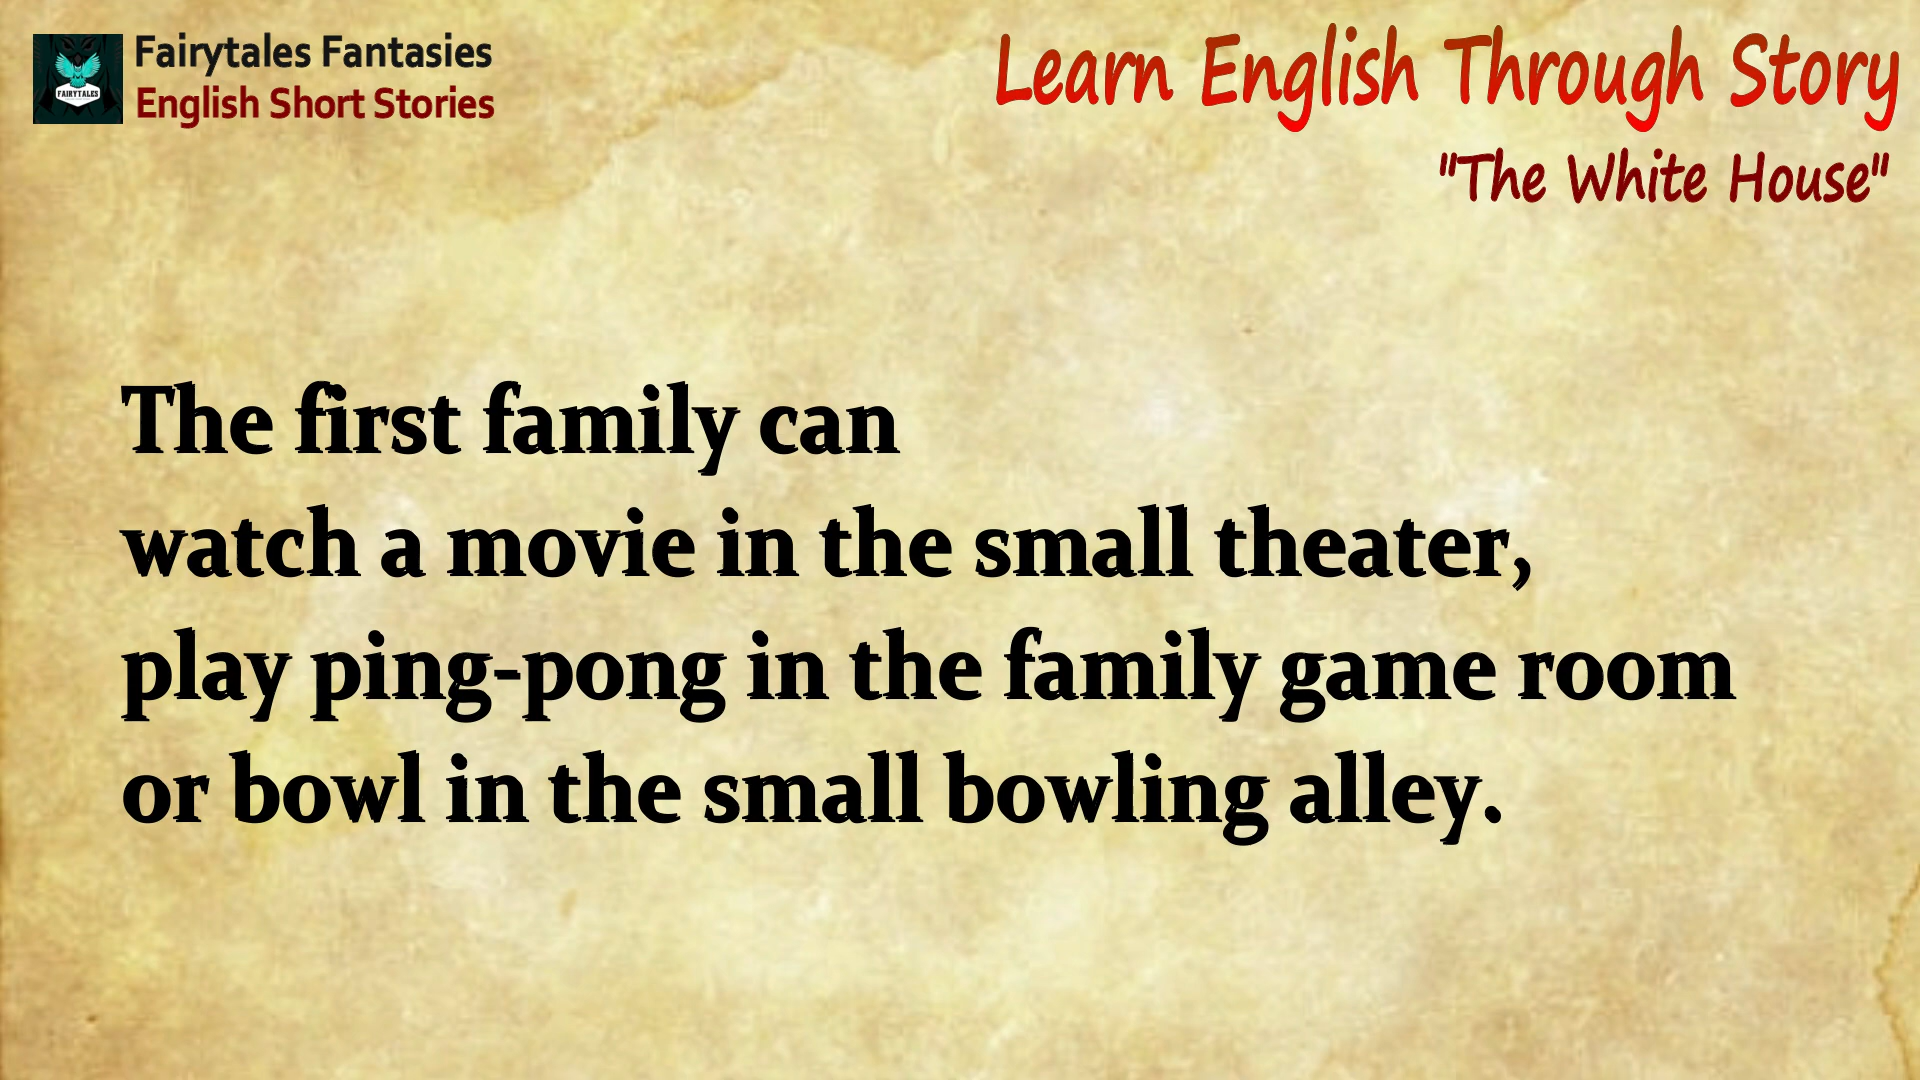 Fairytales Fantasies
English Short Stories
FAIRYTALES
Learn English Through Story
"The White House"
The first family can
watch a movie in the small theater,
play ping-pong in the family game room
or bowl in the small bowling alley.